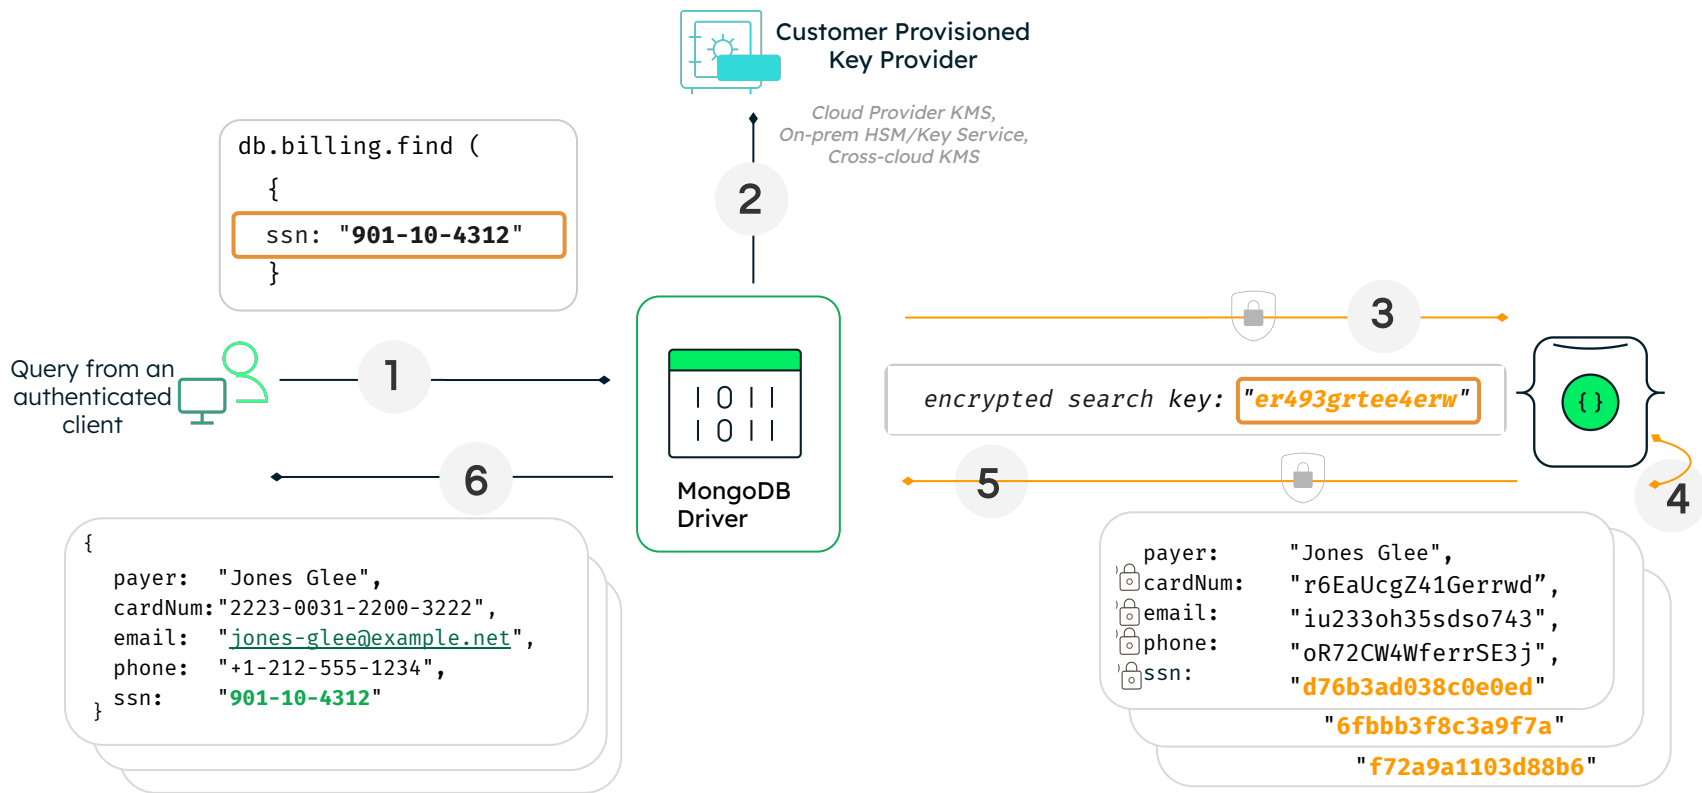 Customer Provisioned
Key Provider
Cloud Provider KMS,
On-prem HSM/Key Service,
Cross-cloud KMS
2
db.billing.find (
{
ssn: "901-10-4312"
}
Query from an
authenticated
client
1
6
MongoDB
Driver
3
encrypted search key: "er493grtee4erw"
{}
5
4
{
payer: "Jones Glee",
cardNum:"2223-0031-2200-3222",
email: "jones-glee@example.net",
phone: "+1-212-555-1234",
ssn: "901-10-4312"
}
payer: "Jones Glee",
cardNum: "r6EaUcgZ41Gerrwd”,
email: "iu233oh35sdso743",
phone: "oR72CW4WferrSE3j",
ssn: "d76b3ad038c0e0ed"
"6fbbb3f8c3a9f7a"
"f72a9a1103d88b6"